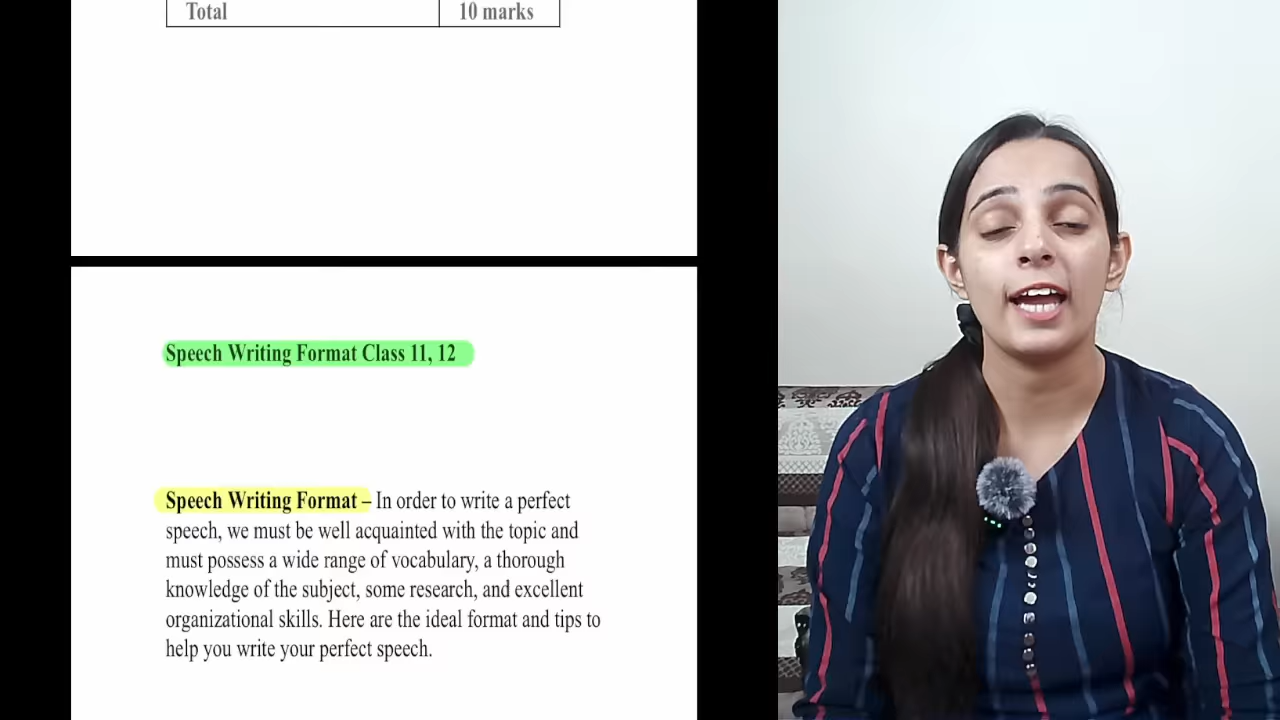 Total 10 marks
Speech Writing Format Class 11, 12
Speech Writing Format – In order to write a perfect
speech, we must be well acquainted with the topic and
must possess a wide range of vocabulary, a thorough
knowledge of the subject, some research, and excellent
organizational skills. Here are the ideal format and tips to
help you write your perfect speech.